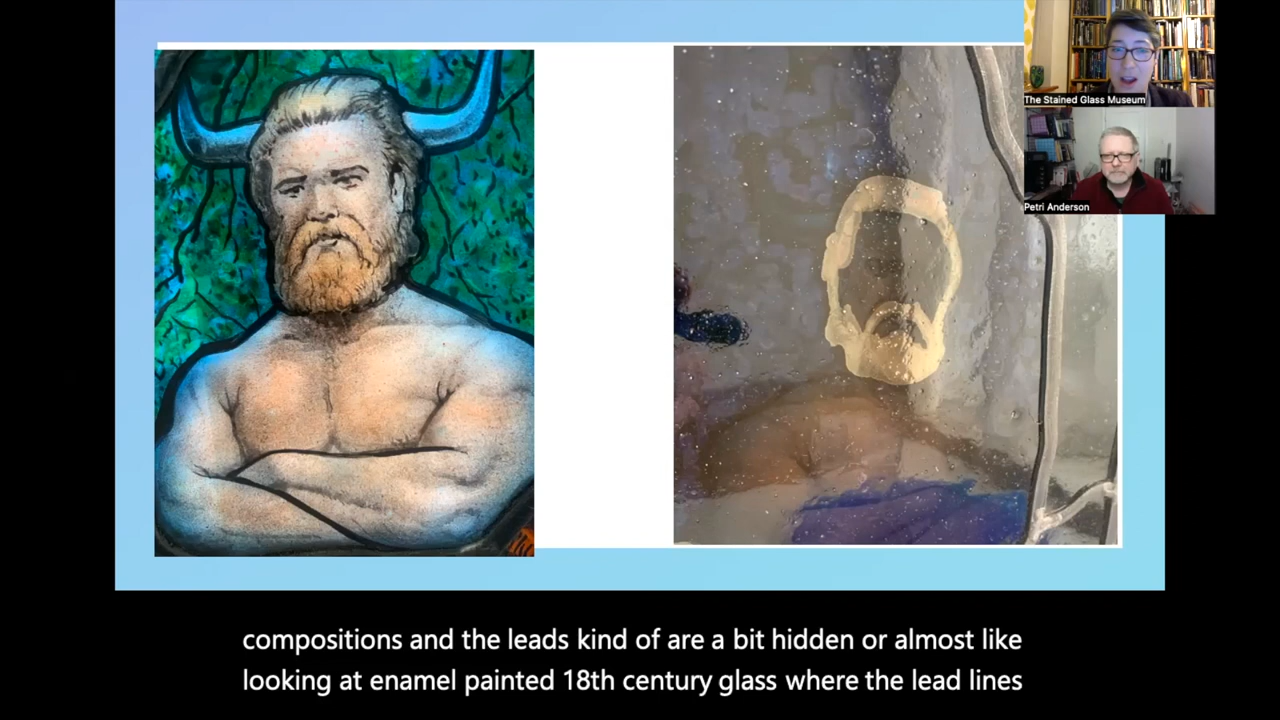 The Stained Glass Museum
Petri Anderson
compositions and the leads kind of are a bit hidden or almost like
looking at enamel painted 18th century glass where the lead lines